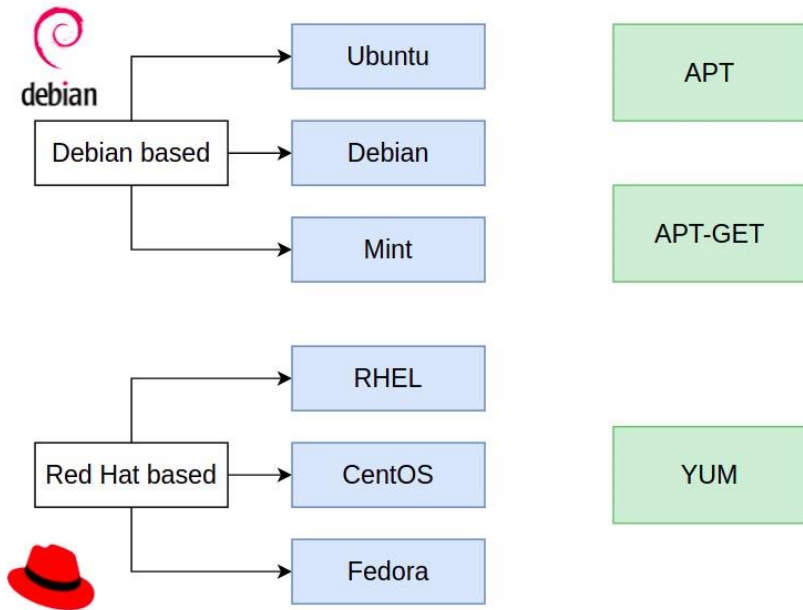 debian
Ubuntu
APT
Debian based
Debian
Mint
APT-GET
RHEL
Red Hat based
CentOS
YUM
Fedora